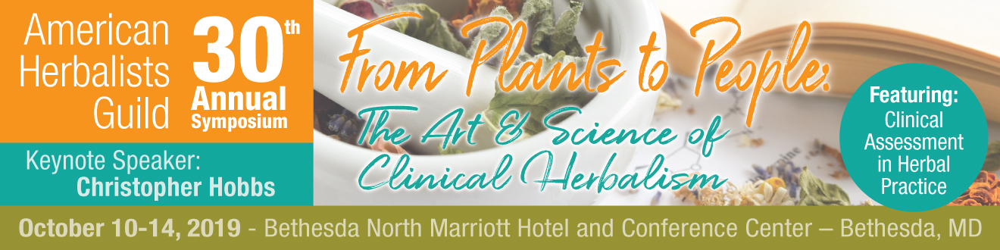 American
Herbalists
Guild
30th
Annual
Symposium
Keynote Speaker:
Christopher Hobbs
From Plants to People:
The Art & Science of
Clinical Herbalism
Featuring:
Clinical
Assessment
in Herbal
Practice
October 10-14, 2019 - Bethesda North Marriott Hotel and Conference Center – Bethesda, MD